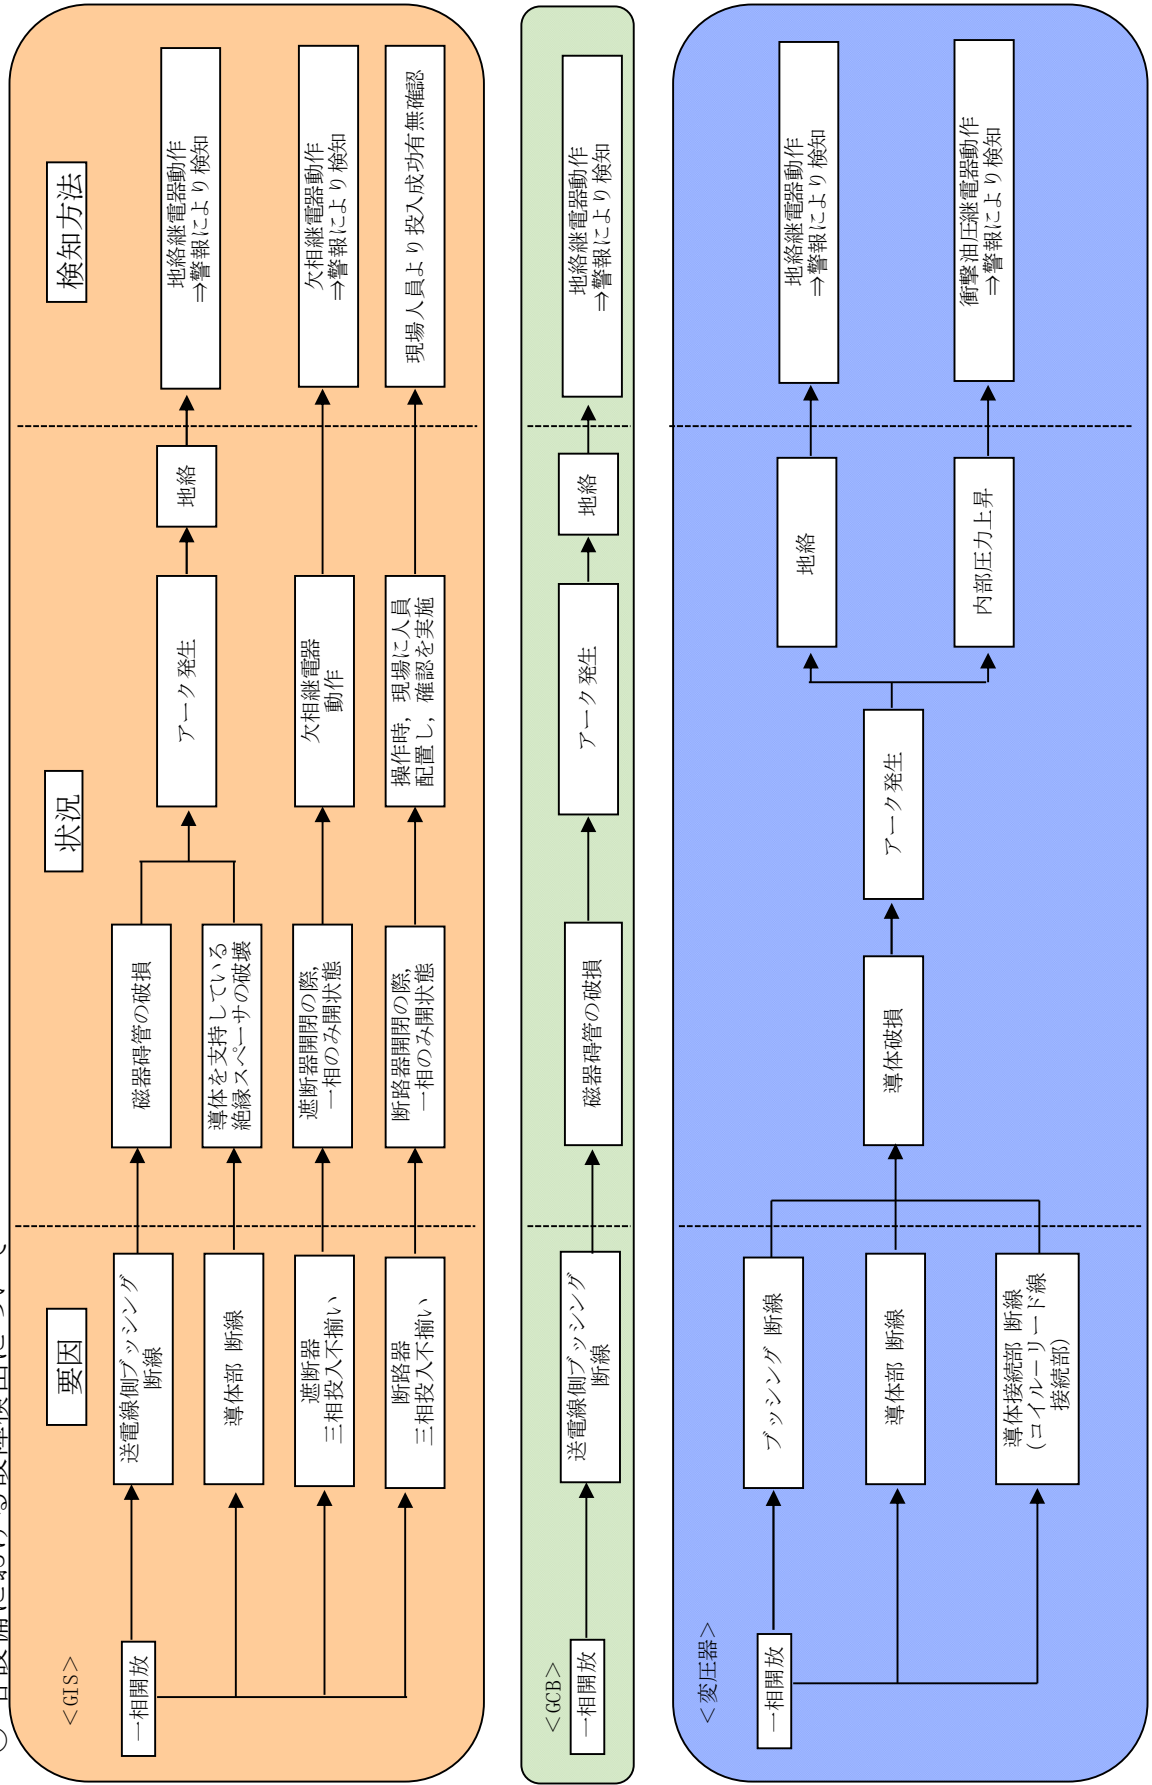 要因
状況
検知方法
＜GIS＞
一相開放
送電線側ブッシング
断線
磁器碍管の破損
導体部 断線
導体を支持している
絶縁スペーサの破壊
アーク発生
地絡
地絡継電器動作
⇒警報により検知
遮断器
三相投入不揃い
遮断器開閉の際,
一相のみ開状態
欠相継電器
動作
欠相継電器動作
⇒警報により検知
断路器
三相投入不揃い
断路器開閉の際,
一相のみ開状態
操作時，現場に人員
配置し，確認を実施
現場人員より投入成功有無確認
＜GCB＞
一相開放
送電線側ブッシング
断線
磁器碍管の破損
アーク発生
地絡
地絡継電器動作
⇒警報により検知
＜変圧器＞
一相開放
ブッシング 断線
導体部 断線
導体接続部 断線
(コイルーリード線
接続部)
導体破損
アーク発生
地絡
地絡継電器動作
⇒警報により検知
内部圧力上昇
衝撃油圧継電器動作
⇒警報により検知